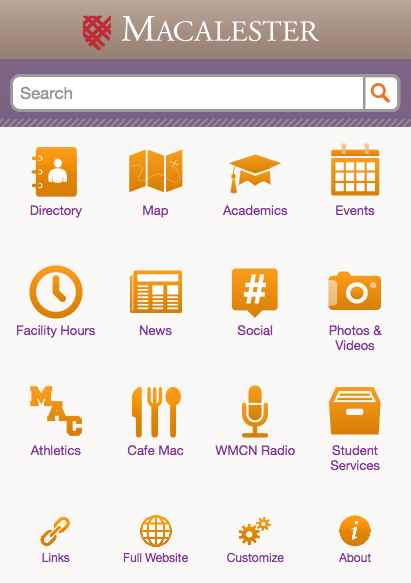 MACALESTER
Search
Directory
Map
Academics
Events
Facility Hours
News
#
Social
Photos &
Videos
MAC
Athletics
Cafe Mac
WMCN Radio
Student
Services
i
Links
Full Website
Customize
About